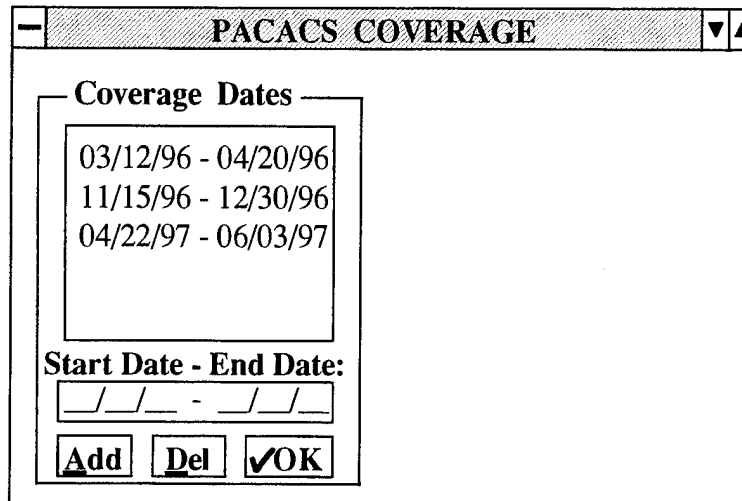 PACACS COVERAGE
Coverage Dates
03/12/96 - 04/20/96
11/15/96 - 12/30/96
04/22/97 - 06/03/97
Start Date - End Date:
__/__/__ - __/__/__
Add Del ✓OK